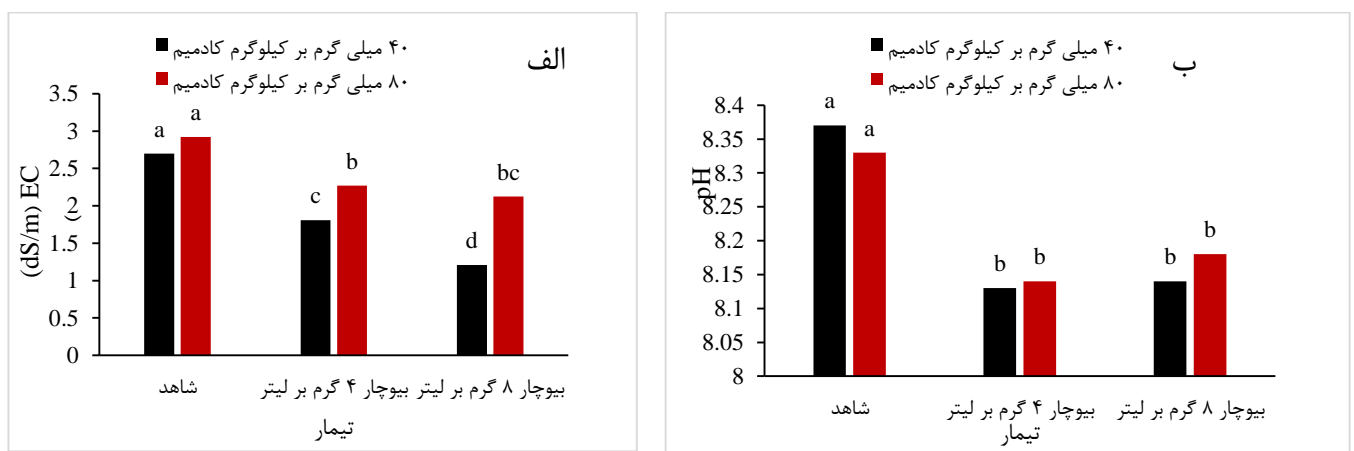 ۴۰ میلی گرم بر کیلوگرم کادمیم
۸۰ میلی گرم بر کیلوگرم کادمیم
الف
3.5
3
2.5
2
1.5
1
0.5
0
(dS/m) EC
(
a
a
c
b
d
bc
شاهد
بیوچار ۴ گرم بر لیتر
بیوچار ۸ گرم بر لیتر
تیمار
۴۰ میلی گرم بر کیلوگرم کادمیم
۸۰ میلی گرم بر کیلوگرم کادمیم
ب
8.4
8.35
8.3
8.25
8.2
8.15
8.1
8.05
8
pH
a
a
b
b
b
b
شاهد
بیوچار ۴ گرم بر لیتر
بیوچار ۸ گرم بر لیتر
تیمار